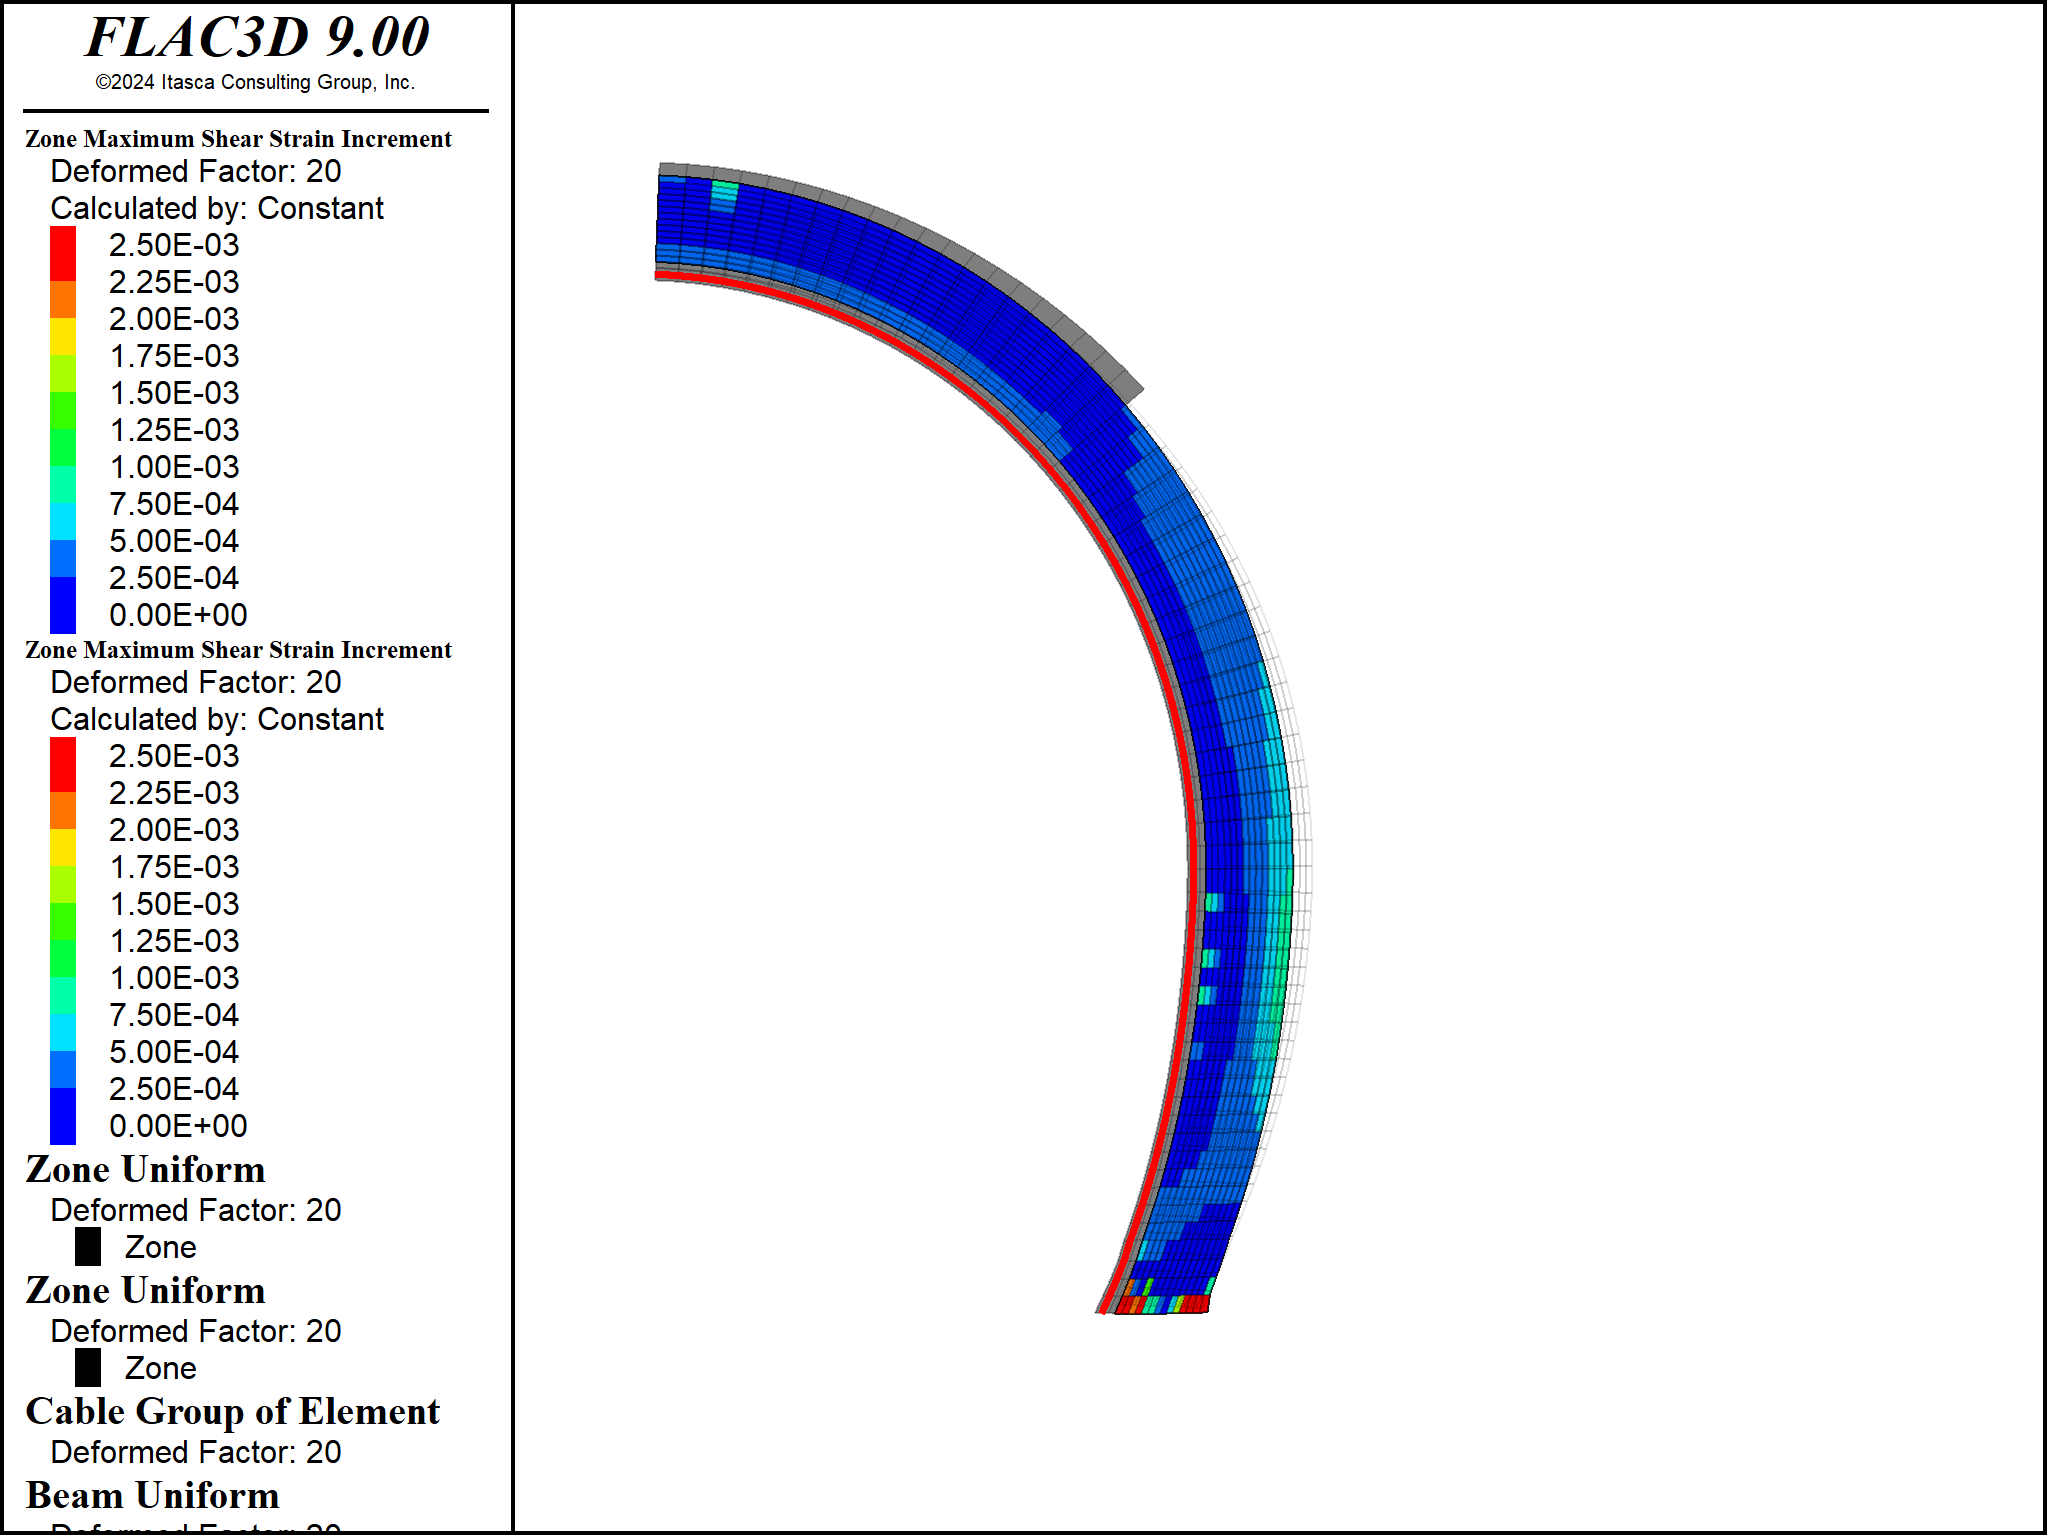 FLAC3D 9.00
©2024 Itasca Consulting Group, Inc.
Zone Maximum Shear Strain Increment
Deformed Factor: 20
Calculated by: Constant
2.50E-03
2.25E-03
2.00E-03
1.75E-03
1.50E-03
1.25E-03
1.00E-03
7.50E-04
5.00E-04
2.50E-04
0.00E+00
Zone Maximum Shear Strain Increment
Deformed Factor: 20
Calculated by: Constant
2.50E-03
2.25E-03
2.00E-03
1.75E-03
1.50E-03
1.25E-03
1.00E-03
7.50E-04
5.00E-04
2.50E-04
0.00E+00
Zone Uniform
Deformed Factor: 20
Zone
Zone Uniform
Deformed Factor: 20
Zone
Cable Group of Element
Deformed Factor: 20
Beam Uniform
Deformed Factor: 20